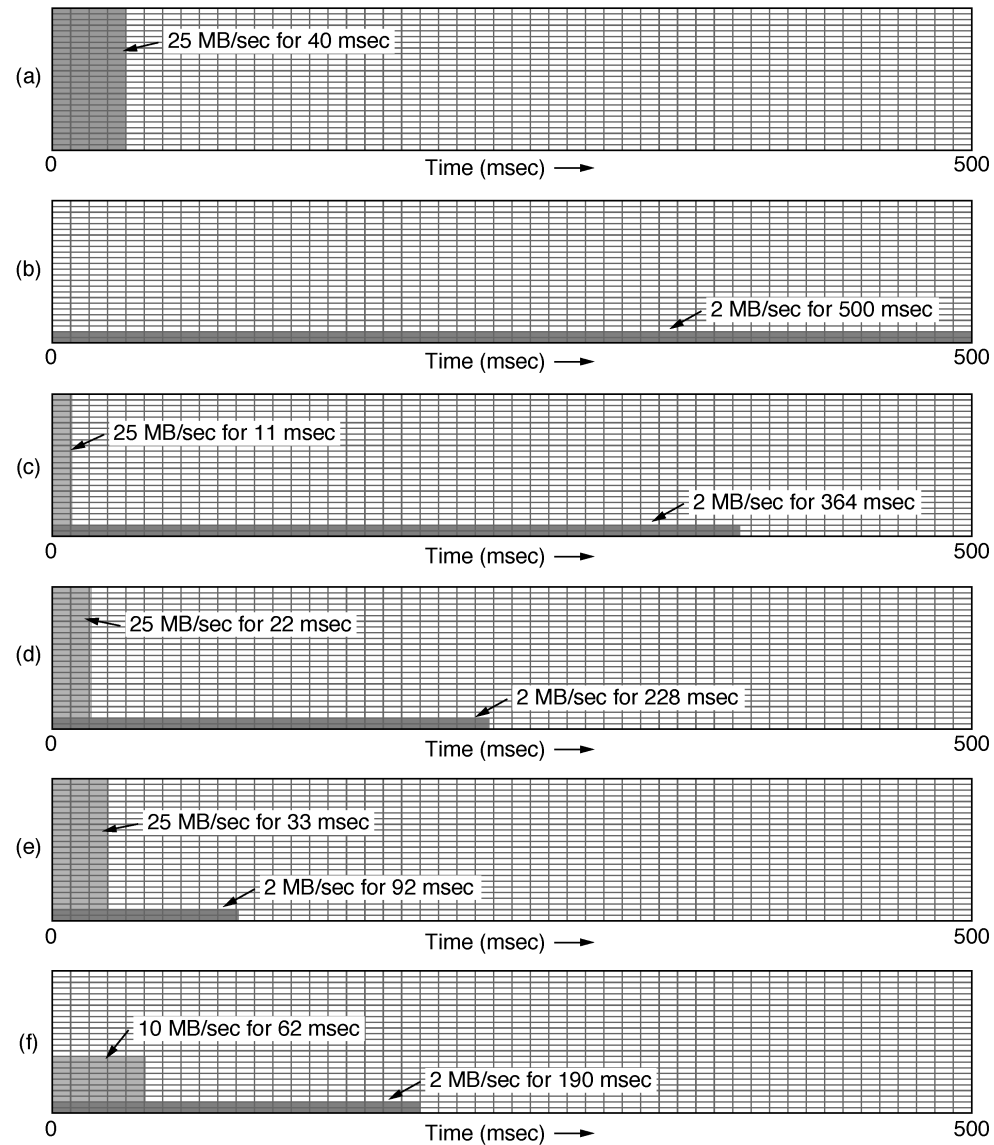 25 MB/sec for 40 msec
(a)
0
Time (msec)
500
(b)
2 MB/sec for 500 msec
0
Time (msec)
500
25 MB/sec for 11 msec
(c)
2 MB/sec for 364 msec
0
Time (msec)
500
25 MB/sec for 22 msec
(d)
2 MB/sec for 228 msec
0
Time (msec)
500
25 MB/sec for 33 msec
(e)
2 MB/sec for 92 msec
0
Time (msec)
500
10 MB/sec for 62 msec
(f)
2 MB/sec for 190 msec
0
Time (msec)
500